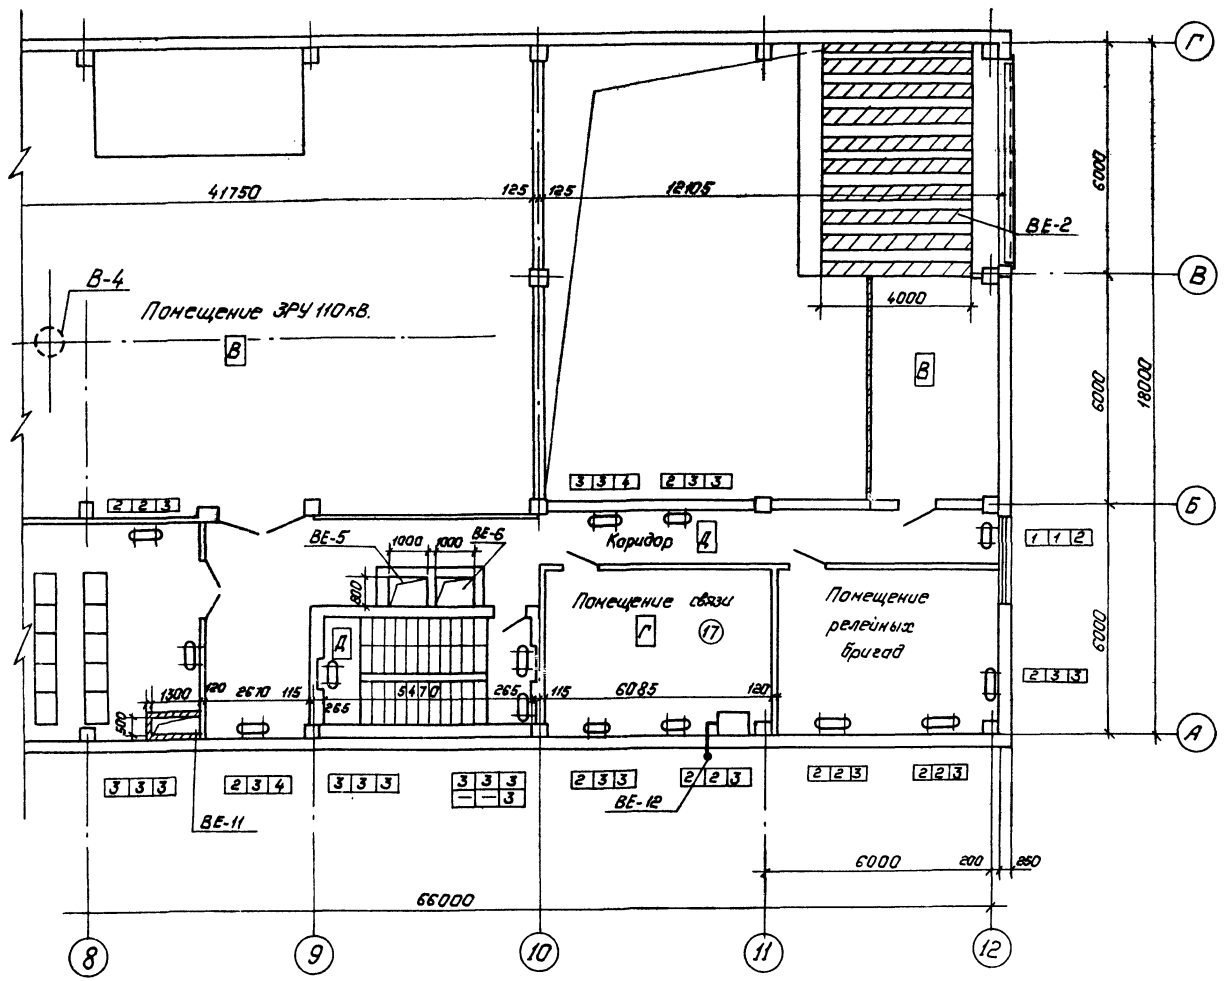 Г
41750
125
125
12105
6000
ВЕ-2
В-4
В
Помещение ЗРУ 110 кВ.
4000
В
В
6000
18000
3 3 4
2 3 3
2 2 3
Б
ВЕ-5
1000
1000
ВЕ-6
Коридор
Д
1 1 2
800
Помещение связи
Г
17
Помещение
релейных
бригад
Д
6000
2 3 3
1300
120
2670
115
265
5470
265
115
6085
120
500
А
3 3 3
2 3 4
3 3 3
3 3 3
– – 3
2 3 3
2 2 3
2 2 3
2 2 3
ВЕ-11
ВЕ-12
6000
200
250
66000
8
9
10
11
12